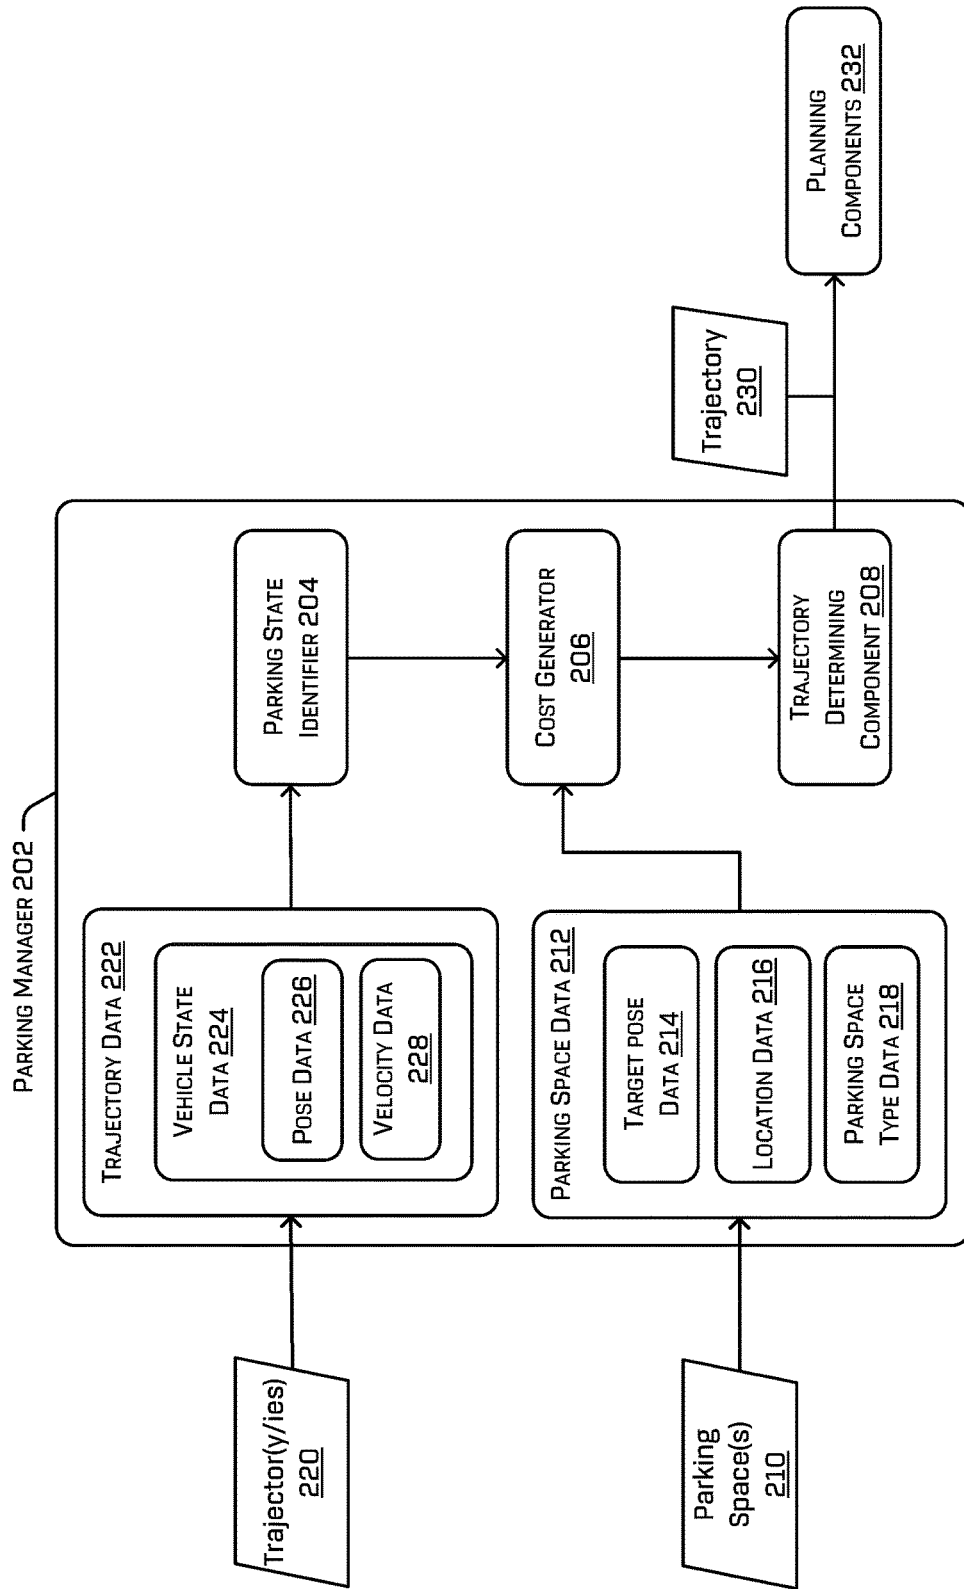 PARKING MANAGER 202
Trajector(y/ies)
220
TRAJECTORY DATA 222
VEHICLE STATE
DATA 224
POSE DATA 226
VELOCITY DATA
228
PARKING STATE
IDENTIFIER 204
Parking
Space(s)
210
PARKING SPACE DATA 212
TARGET POSE
DATA 214
LOCATION DATA 216
PARKING SPACE
TYPE DATA 218
COST GENERATOR
206
TRAJECTORY
DETERMINING
COMPONENT 208
Trajectory
230
PLANNING
COMPONENTS 232